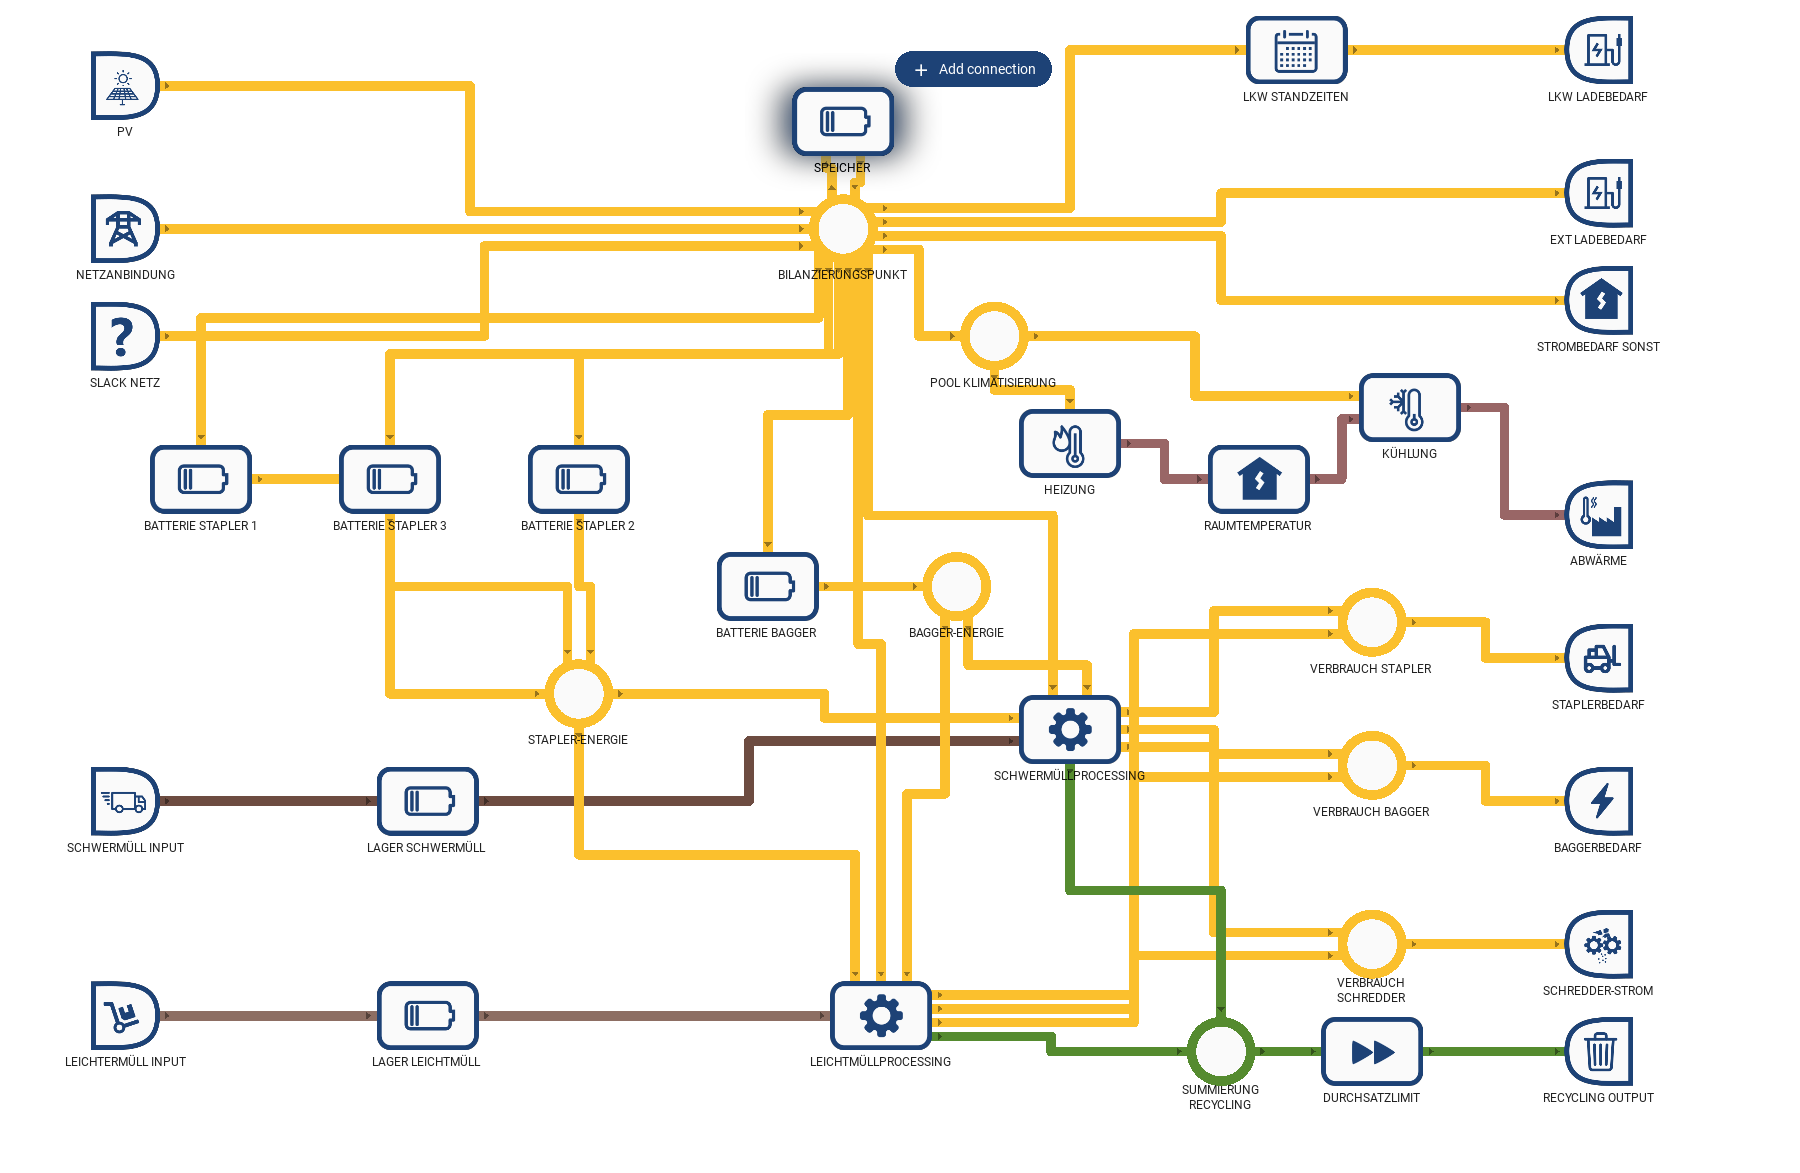 LKW STANDZEITEN
LKW LADEBEDARF
Add connection
PV
SPEICHER
EXT LADEBEDARF
NETZANBINDUNG
BILANZIERUNGSPUNKT
STROMBEDARF SONST
SLACK NETZ
POOL KLIMATISIERUNG
KÜHLUNG
HEIZUNG
BATTERIE STAPLER 1
BATTERIE STAPLER 3
BATTERIE STAPLER 2
RAUMTEMPERATUR
ABWÄRME
BATTERIE BAGGER
BAGGER-ENERGIE
VERBRAUCH STAPLER
STAPLERBEDARF
STAPLER-ENERGIE
SCHWERMÜLLPROCESSING
VERBRAUCH BAGGER
SCHWERMÜLL INPUT
LAGER SCHWERMÜLL
BAGGERBEDARF
VERBRAUCH
SCHREDDER
SCHREDDER-STROM
LEICHTERMÜLL INPUT
LAGER LEICHTMÜLL
LEICHTMÜLLPROCESSING
SUMMIERUNG
RECYCLING
DURCHSATZLIMIT
RECYCLING OUTPUT